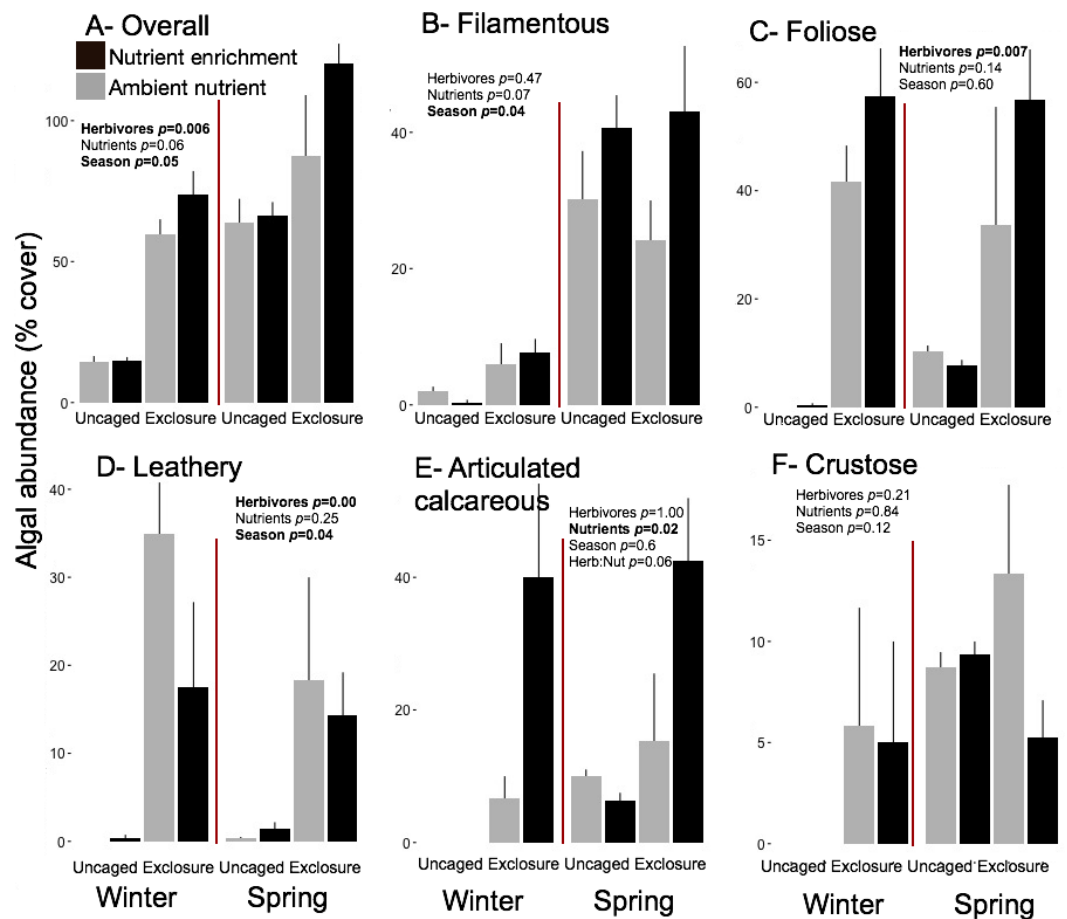 A- Overall
Nutrient enrichment
Ambient nutrient
Herbivores p=0.006
Nutrients p=0.06
Season p=0.05
100-
50-
0-
Uncaged Exclosure Uncaged Exclosure
B- Filamentous
Herbivores p=0.47
Nutrients p=0.07
Season p=0.04
40-
20-
0-
Uncaged Exclosure Uncaged Exclosure
C- Foliose
Herbivores p=0.007
Nutrients p=0.14
Season p=0.60
60-
40-
20-
0-
Uncaged Exclosure Uncaged Exclosure
Algal abundance (% cover)
D- Leathery
Herbivores p=0.00
Nutrients p=0.25
Season p=0.04
40-
30-
20-
10-
0-
Uncaged Exclosure Uncaged Exclosure
Winter Spring
E- Articulated
calcareous
Herbivores p=1.00
Nutrients p=0.02
Season p=0.6
Herb:Nut p=0.06
40-
20-
0-
Uncaged Exclosure Uncaged Exclosure
Winter Spring
F- Crustose
Herbivores p=0.21
Nutrients p=0.84
Season p=0.12
15-
10-
5-
0-
Uncaged Exclosure Uncaged Exclosure
Winter Spring